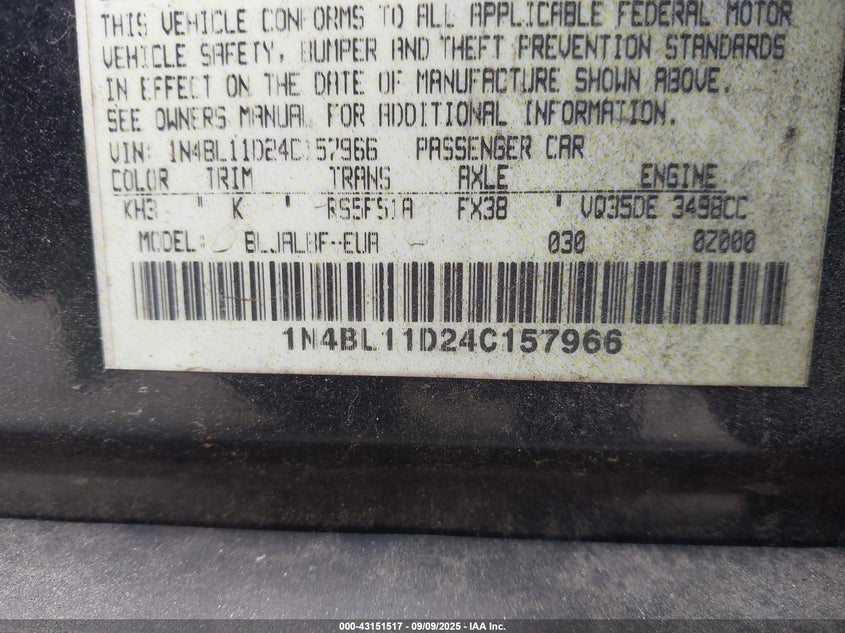 THIS VEHICLE CONFORMS TO ALL APPLICABLE FEDERAL MOTOR
VEHICLE SAFETY, BUMPER AND THEFT PREVENTION STANDARDS
IN EFFECT ON THE DATE OF MANUFACTURE SHOWN ABOVE.
SEE OWNERS MANUAL FOR ADDITIONAL INFORMATION.
VIN: 1N4BL11D24C157966 PASSENGER CAR
COLOR TRIM TRANS AXLE ENGINE
KH3 K RS5F51A FX38 VQ35DE 3498CC
MODEL: BLJALBF-EUA 030 02000
1N4BL11D24C157966
000-43151517 - 09/09/2025 - IAA Inc.